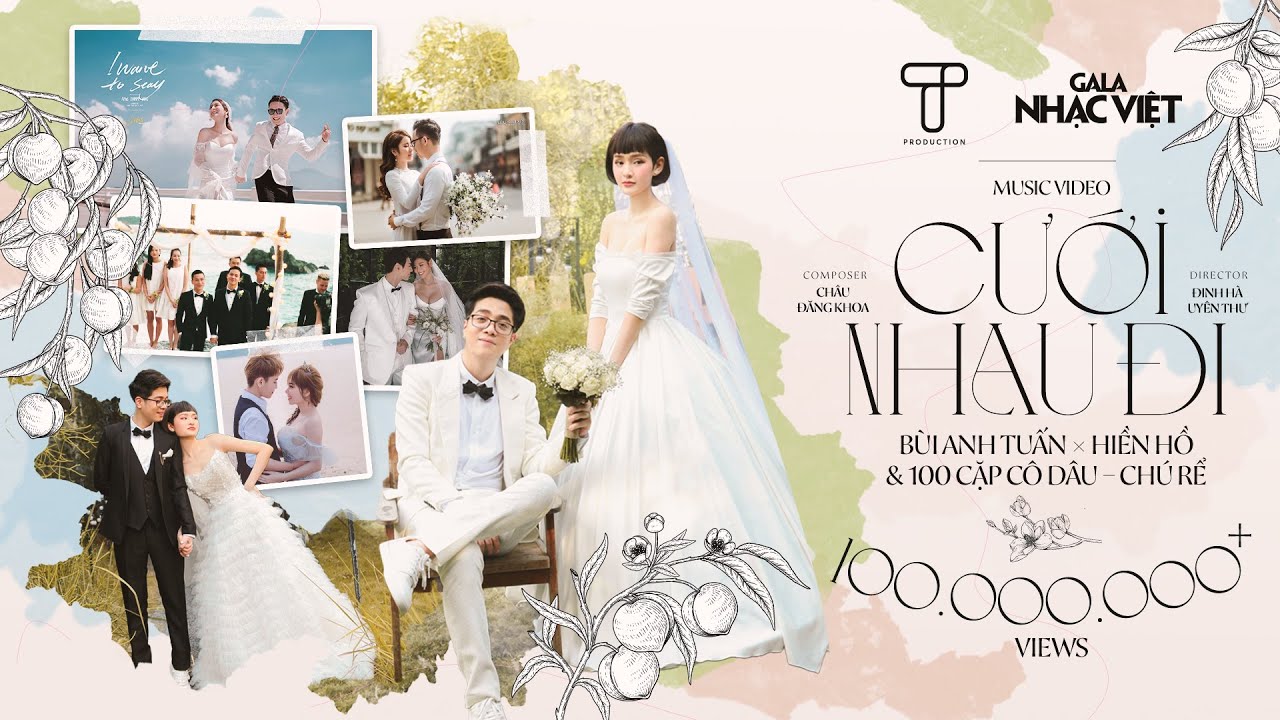 I want
to stay
PRODUCTION
GALA
NHẠC VIỆT
MUSIC VIDEO
CƯỚI
NHAU ĐI
COMPOSER
CHÂU
ĐĂNG KHOA
DIRECTOR
ĐINH HÀ
UYÊN THƯ
BÙI ANH TUẤN × HIỀN HỒ
& 100 CẶP CÔ DÂU – CHÚ RỂ
100.000.000+
VIEWS